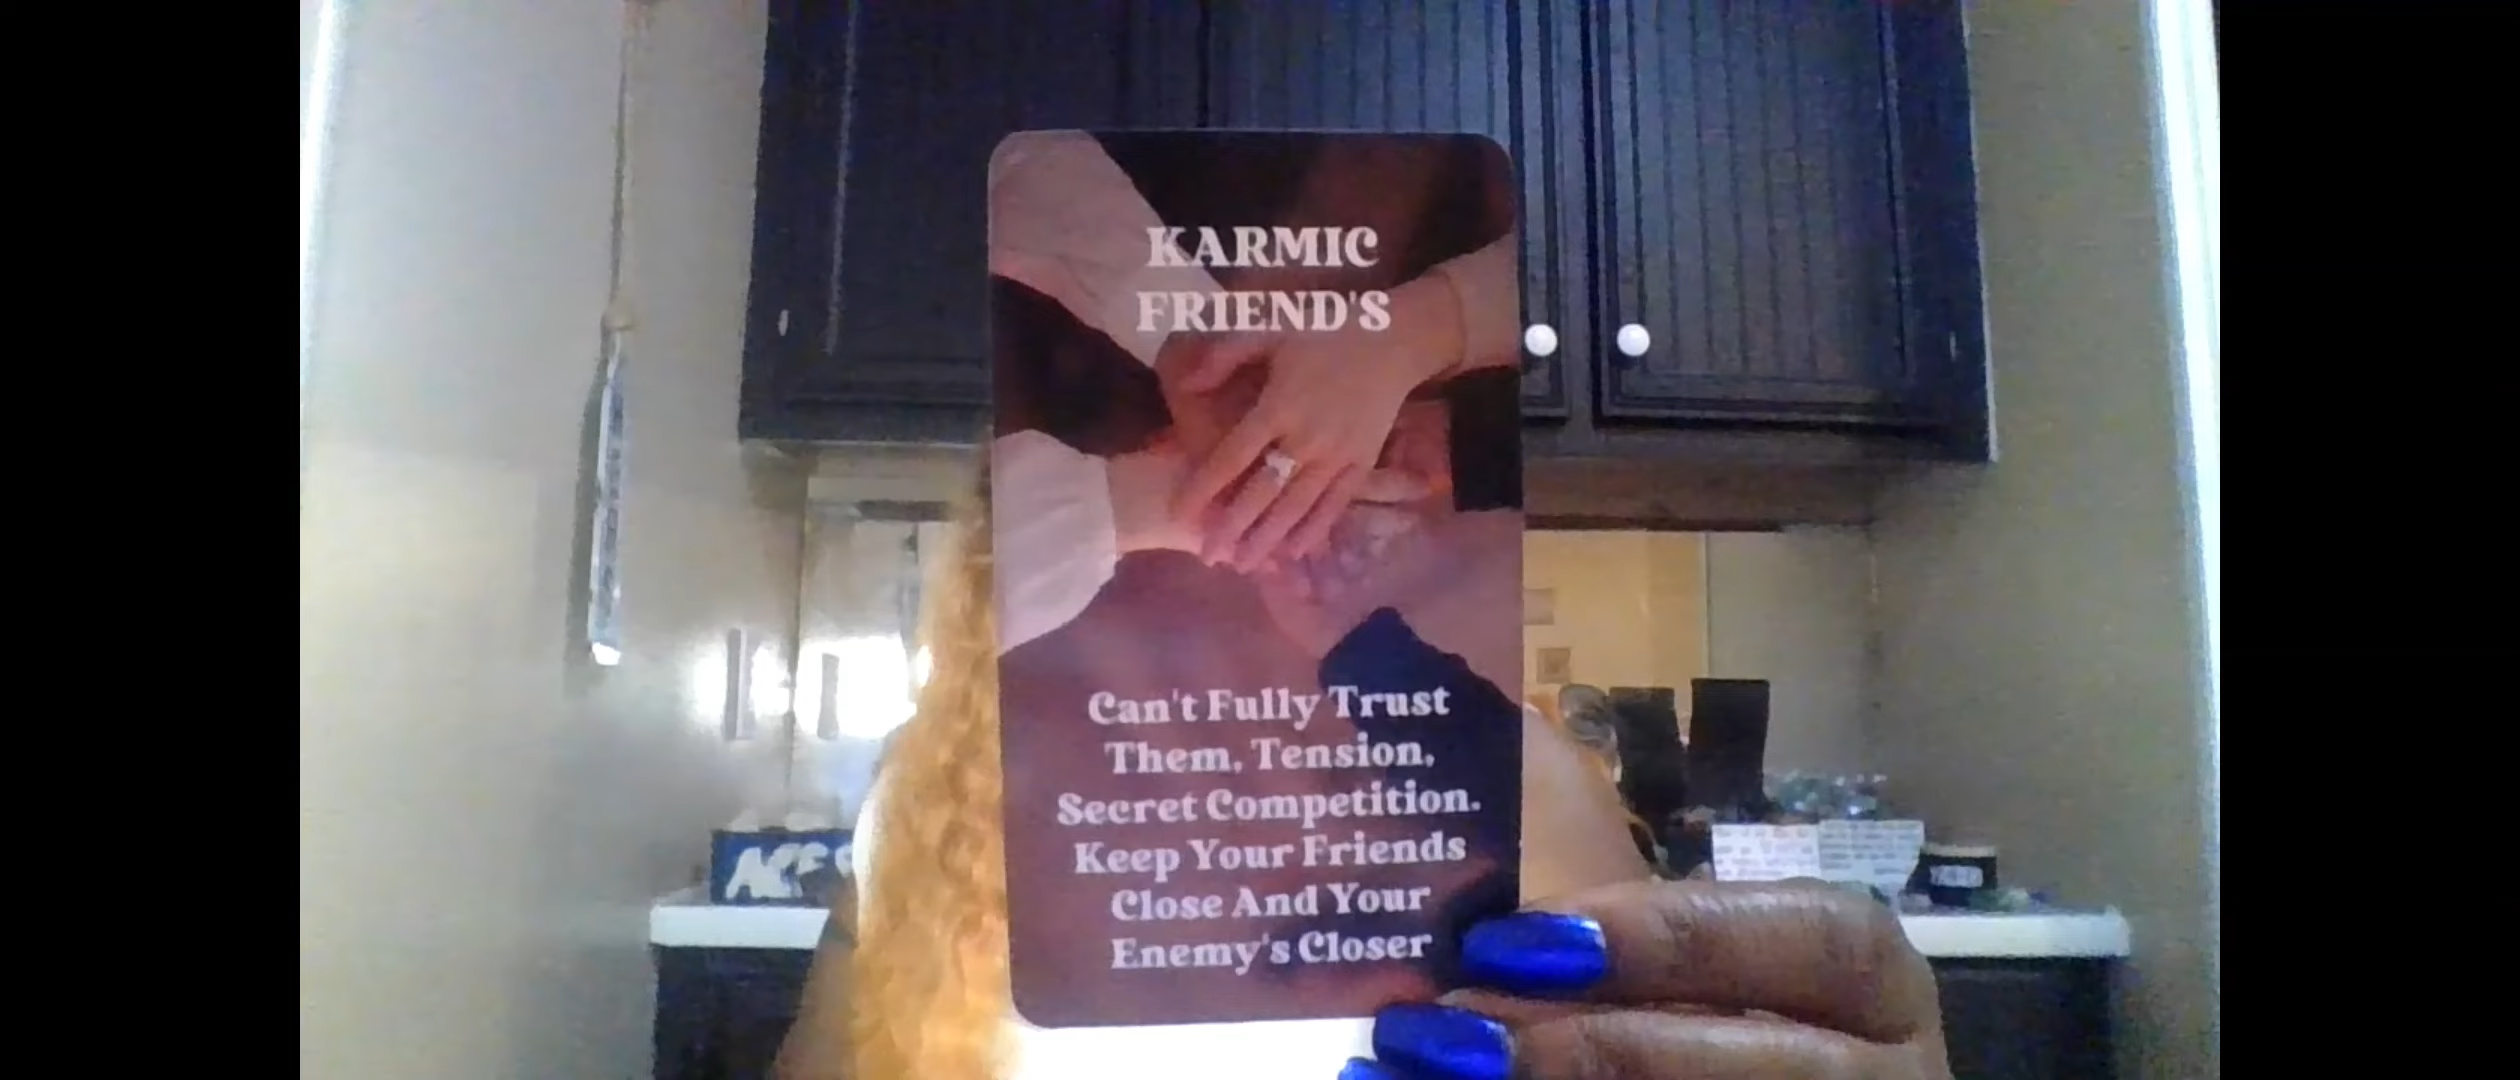 KARMIC
FRIEND'S
Can't Fully Trust
Them, Tension,
Secret Competition.
Keep Your Friends
Close And Your
Enemy's Closer